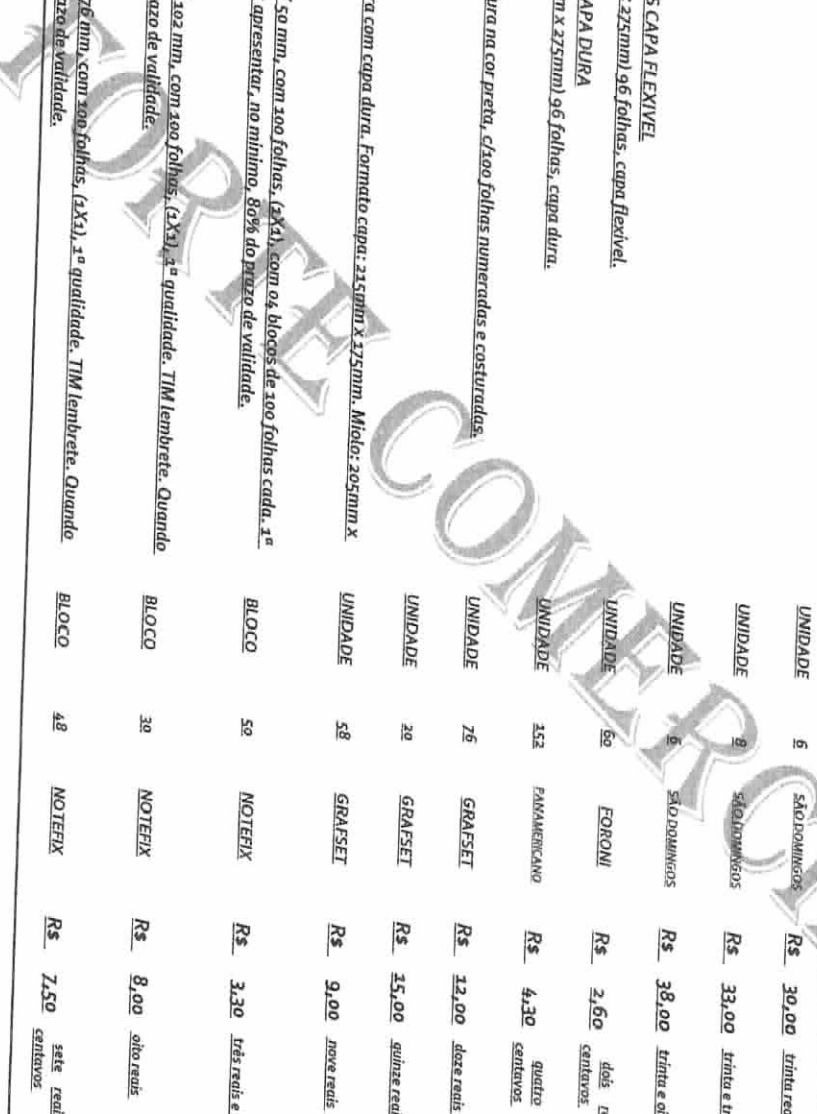 UNIDADE 6 SÃO DOMINGOS R$ 30,00 trinta
UNIDADE 8 SÃO DOMINGOS R$ 33,00 trinta e
S CAPA FLEXIVEL
UNIDADE 6 SÃO DOMINGOS R$ 38,00 trinta e
275mm) 96 folhas, capa flexivel.
UNIDADE 60 FORONI R$ 2,60 dois
centavos
APA DURA
m x 275mm) 96 folhas, capa dura.
UNIDADE 152 PANAMERICANO R$ 4,30 quatro
centavos
ura na cor preta, c/100 folhas numeradas e costuradas.
UNIDADE 76 GRAFSET R$ 12,00 doze reais
UNIDADE 20 GRAFSET R$ 15,00 quinze reai
ra com capa dura. Formato capa: 215mm x 175mm. Miolo: 205mm x
UNIDADE 58 GRAFSET R$ 9,00 nove reais
50 mm, com 100 folhas, (1X1), com 04 blocos de 100 folhas cada. 1ª
apresentar, no mínimo, 80% do prazo de validade.
BLOCO 50 NOTEFIX R$ 3,30 três reais e
102 mm, com 100 folhas, (1X1), 1ª qualidade. TIM lembrete. Quando
azo de validade.
BLOCO 30 NOTEFIX R$ 8,00 oito reais
76 mm, com 100 folhas, (1X1), 1ª qualidade. TIM lembrete. Quando
azo de validade.
BLOCO 48 NOTEFIX R$ 7,50 sete reai
centavos
FORTE COMERCI